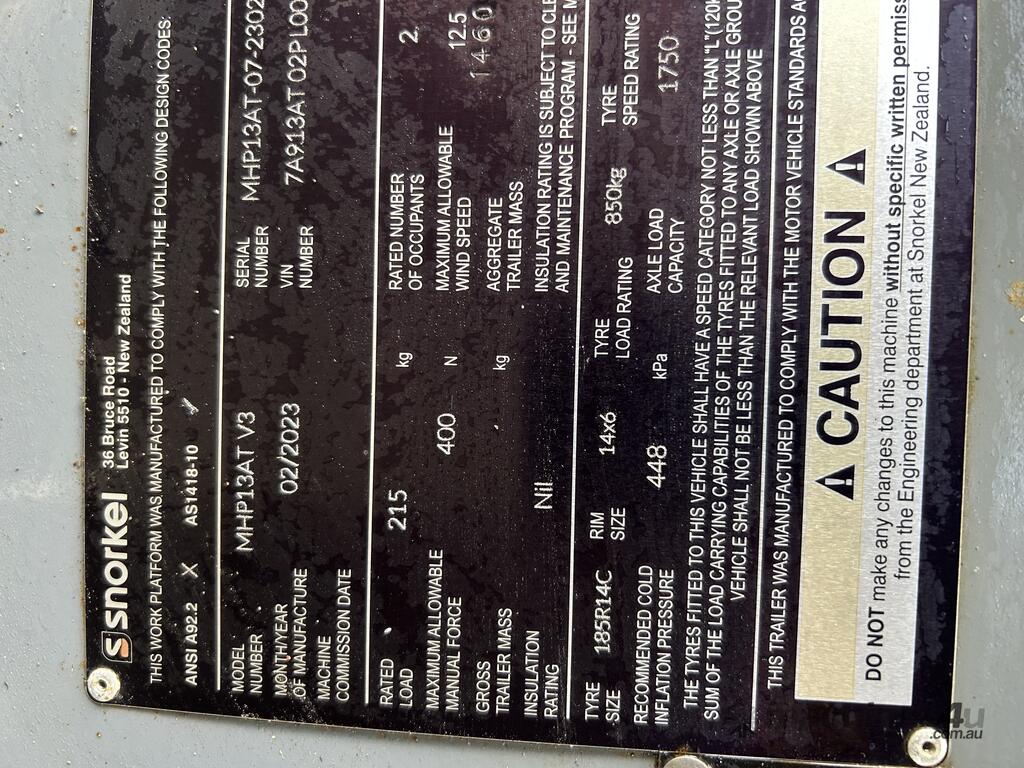 snorkel
36 Bruce Road
Levin 5510 - New Zealand
THIS WORK PLATFORM WAS MANUFACTURED TO COMPLY WITH THE FOLLOWING DESIGN CODES:
ANSI A92.2 X AS1418-10
MODEL NUMBER MHP13AT V3 SERIAL NUMBER MHP13AT-07-2302
MONTH/YEAR OF MANUFACTURE 02/2023 VIN NUMBER 7A913AT02PL00
MACHINE COMMISSION DATE
RATED LOAD 215 kg RATED NUMBER OF OCCUPANTS 2
MAXIMUM ALLOWABLE MANUAL FORCE 400 N MAXIMUM ALLOWABLE WIND SPEED 12.5
GROSS TRAILER MASS kg AGGREGATE TRAILER MASS 1460
INSULATION RATING Nil INSULATION RATING IS SUBJECT TO
AND MAINTENANCE PROGRAM - SEE
TYRE SIZE 185R14C RIM SIZE 14x6 TYRE LOAD RATING 850kg TYRE SPEED RATING
RECOMMENDED COLD INFLATION PRESSURE 448 kPa AXLE LOAD CAPACITY 1750
THE TYRES FITTED TO THIS VEHICLE SHALL HAVE A SPEED CATEGORY NOT LESS THAN "L"
SUM OF THE LOAD CARRYING CAPABILITIES OF THE TYRES FITTED TO ANY AXLE OR AXLE
VEHICLE SHALL NOT BE LESS THAN THE RELEVANT LOAD SHOWN ABOVE
THIS TRAILER WAS MANUFACTURED TO COMPLY WITH THE MOTOR VEHICLE STANDARDS
CAUTION
DO NOT make any changes to this machine without specific written
from the Engineering department at Snorkel New Zealand.
4u
.com.au